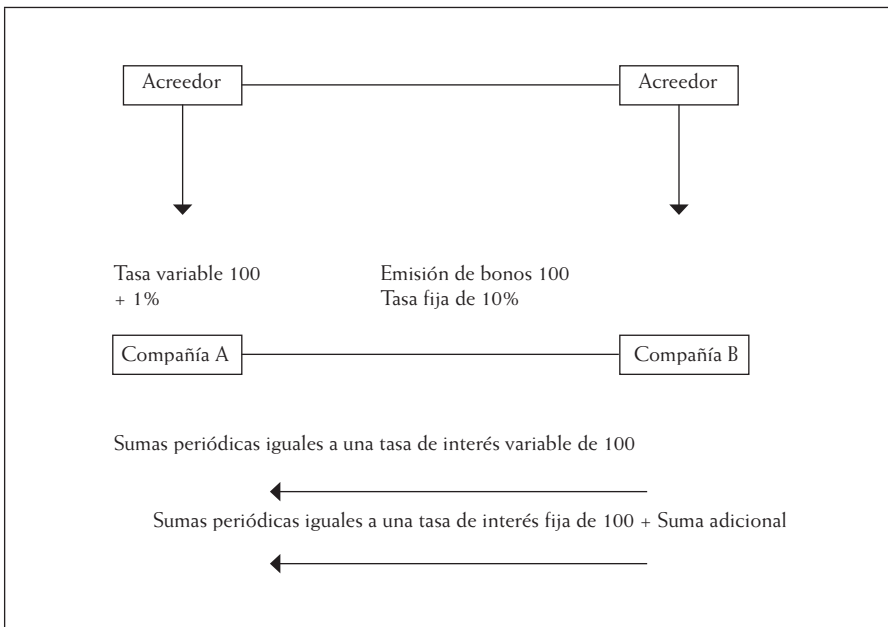 Acreedor
Acreedor
Tasa variable 100
+ 1%
Emisión de bonos 100
Tasa fija de 10%
Compañía A
Compañía B
Sumas periódicas iguales a una tasa de interés variable de 100
Sumas periódicas iguales a una tasa de interés fija de 100 + Suma adicional